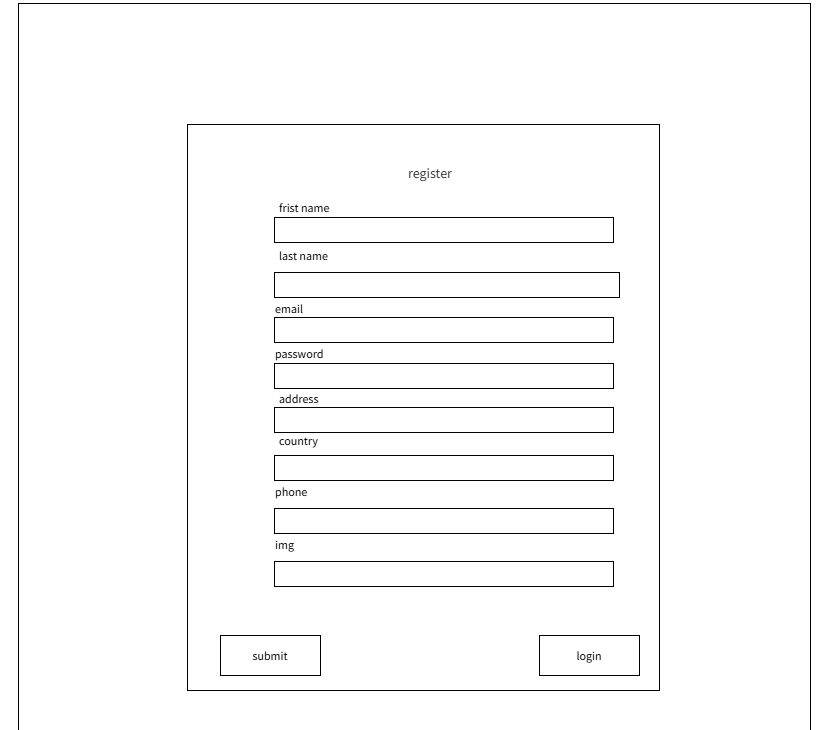 register
frist name
last name
email
password
address
country
phone
img
submit
login